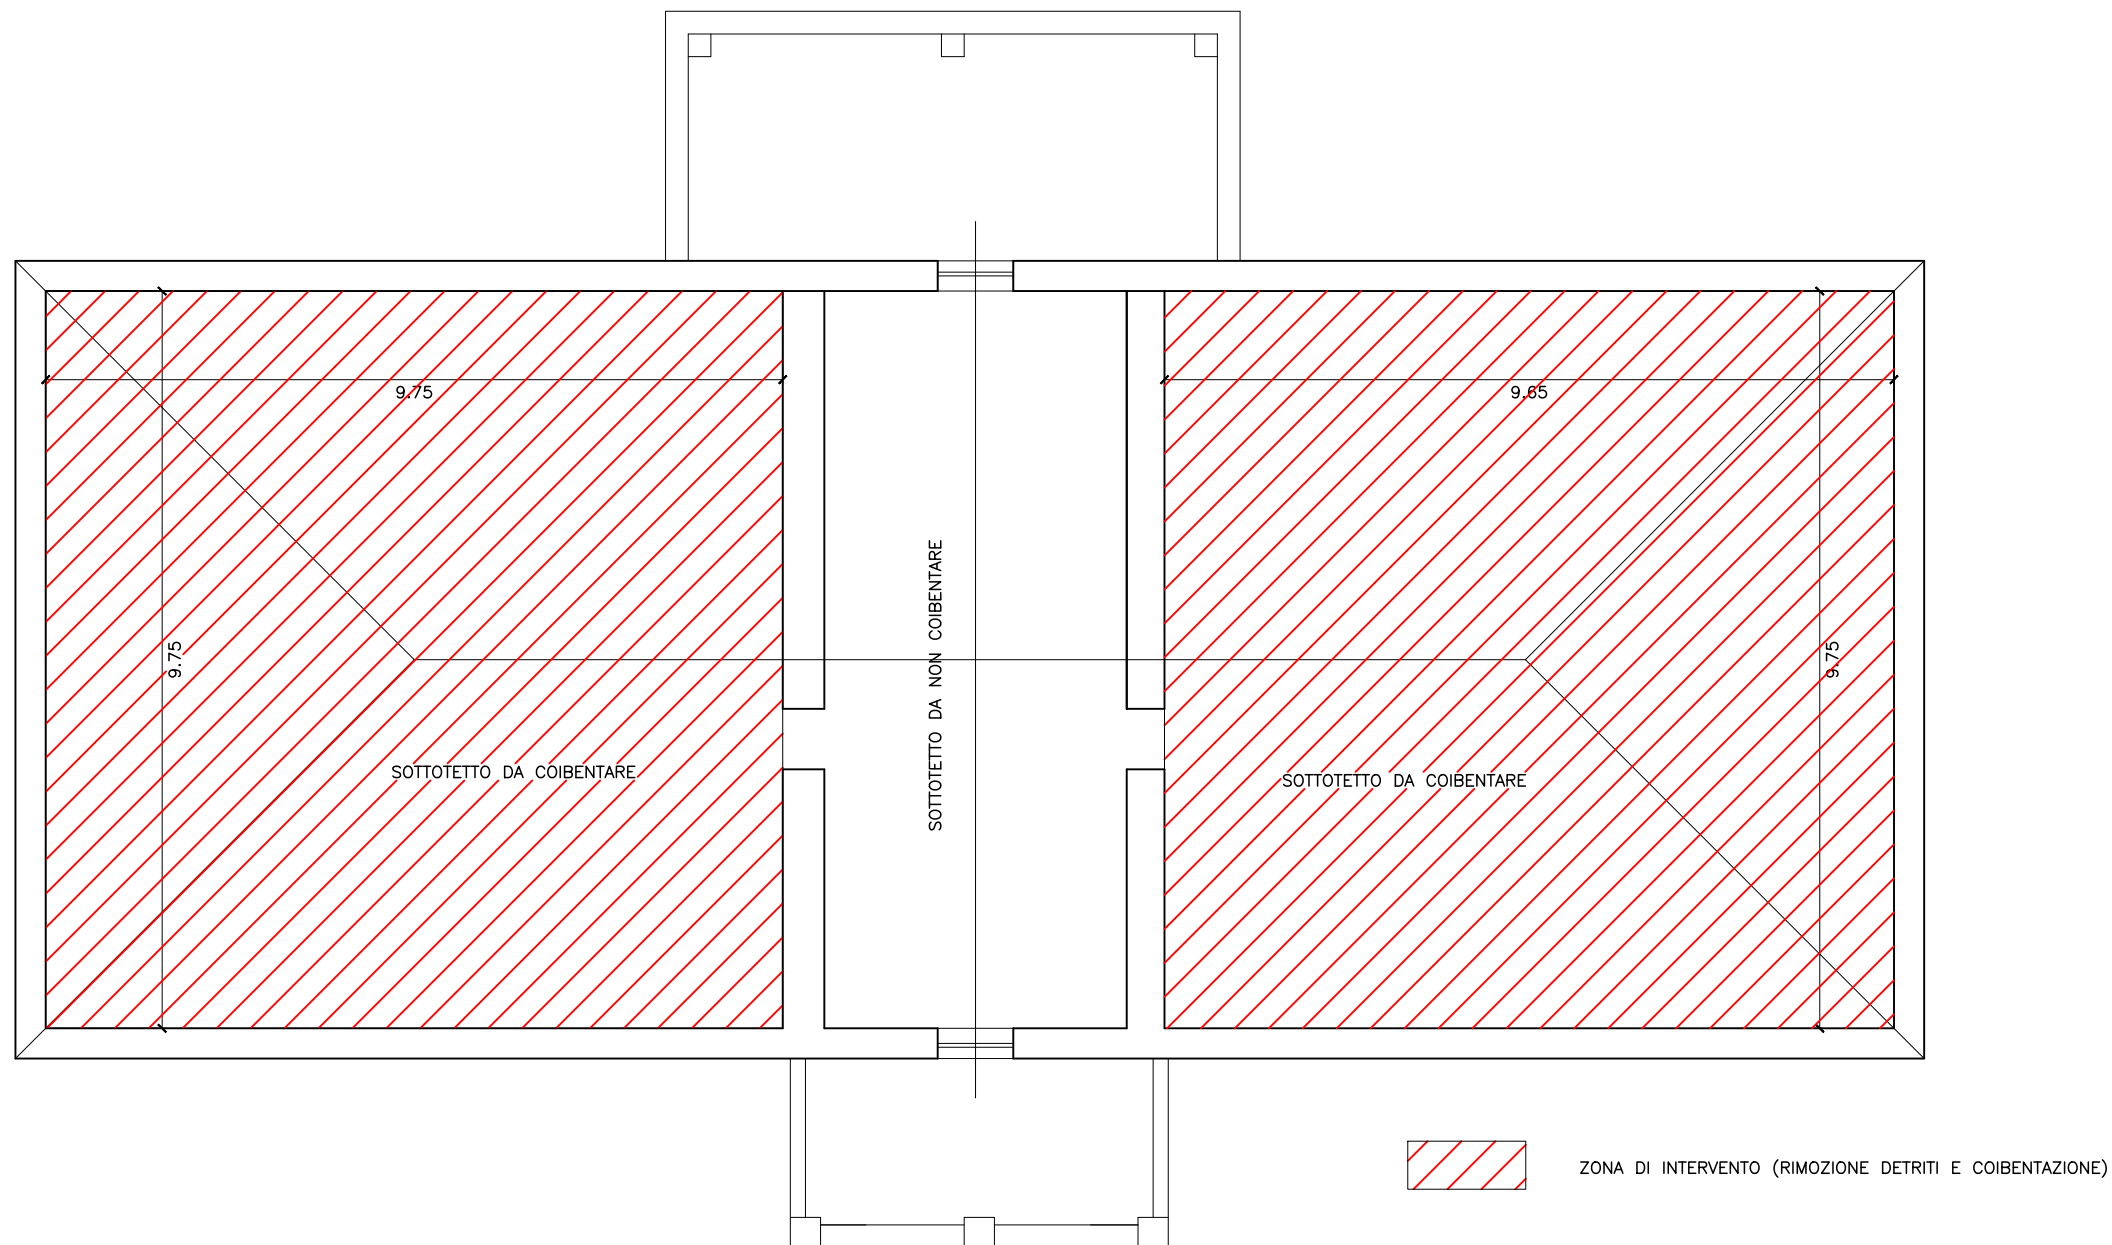 9.75
9.65
9.75
9.75
SOTTOTETTO DA NON COIBENTARE
SOTTOTETTO DA COIBENTARE
SOTTOTETTO DA COIBENTARE
ZONA DI INTERVENTO (RIMOZIONE DETRITI E COIBENTAZIONE)